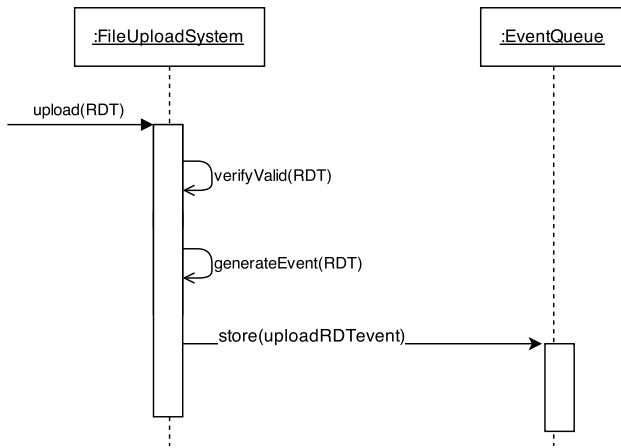 :FileUploadSystem
:EventQueue
upload(RDT)
verifyValid(RDT)
generateEvent(RDT)
store(uploadRDTevent)